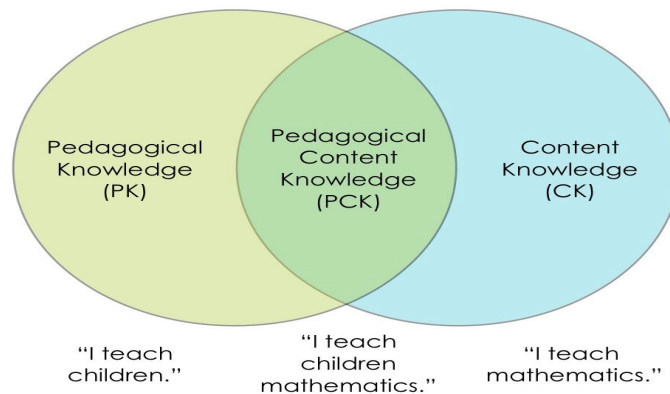 Pedagogical
Knowledge
(PK)
Pedagogical
Content
Knowledge
(PCK)
Content
Knowledge
(CK)
“I teach
children.”
“I teach
children
mathematics.”
“I teach
mathematics.”